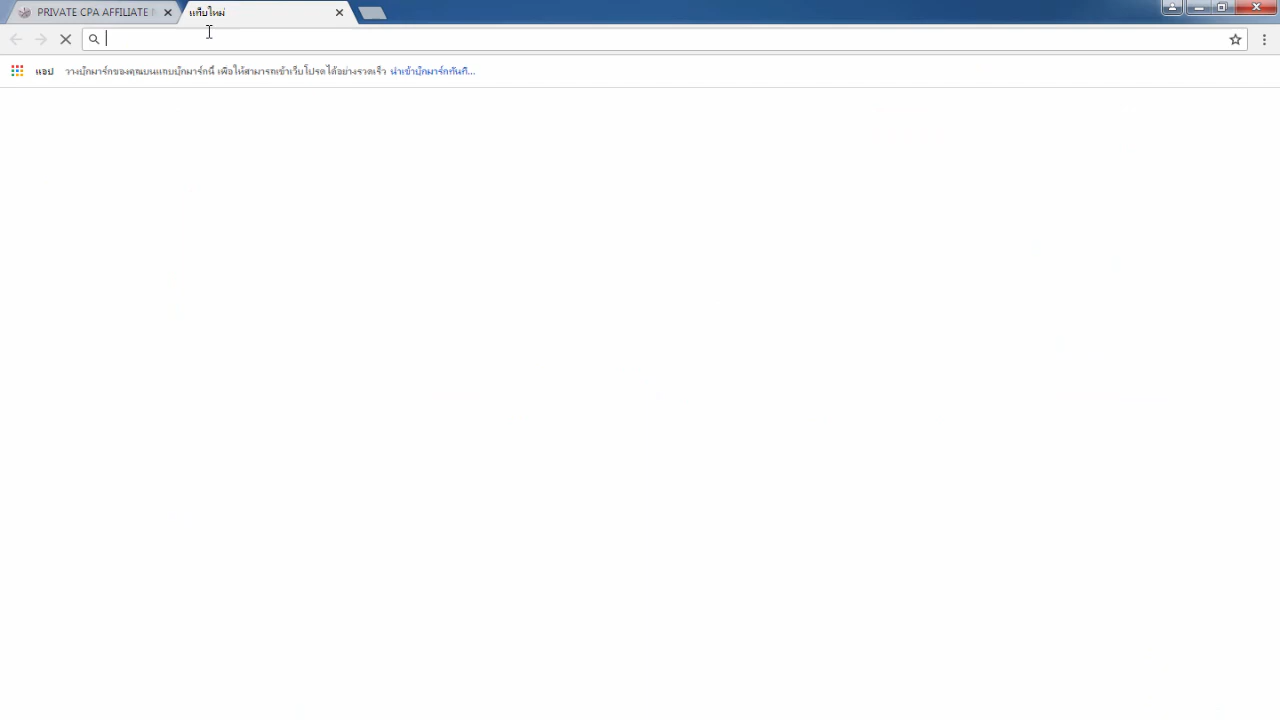 PRIVATE CPA AFFILIATE
แท็บใหม่
แอป
วางบุ๊กมาร์กของคุณบนแถบบุ๊กมาร์กนี้ เพื่อให้สามารถเข้าเว็บโปรดได้อย่างรวดเร็ว นำเข้าบุ๊กมาร์กทันที...